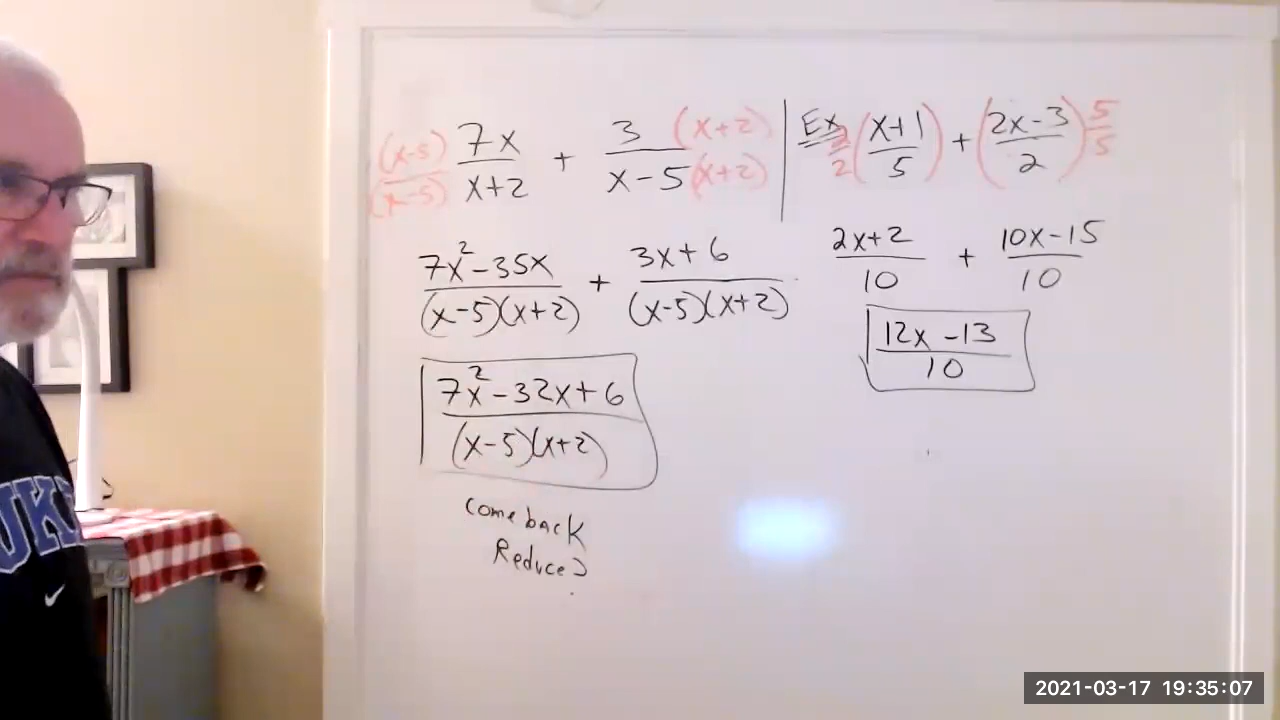 (x-5)/(x-5) 7x/(x+2) + 3(x+2)/(x-5(x+2))
(7x²-35x)/((x-5)(x+2)) + (3x+6)/((x-5)(x+2))
(7x²-32x+6)/((x-5)(x+2))
come back
Reduce?
Ex 2/2 ((x+1)/5) + ((2x-3)/2) 5/5
(2x+2)/10 + (10x-15)/10
(12x-13)/10
UK
2021-03-17 19:35:07